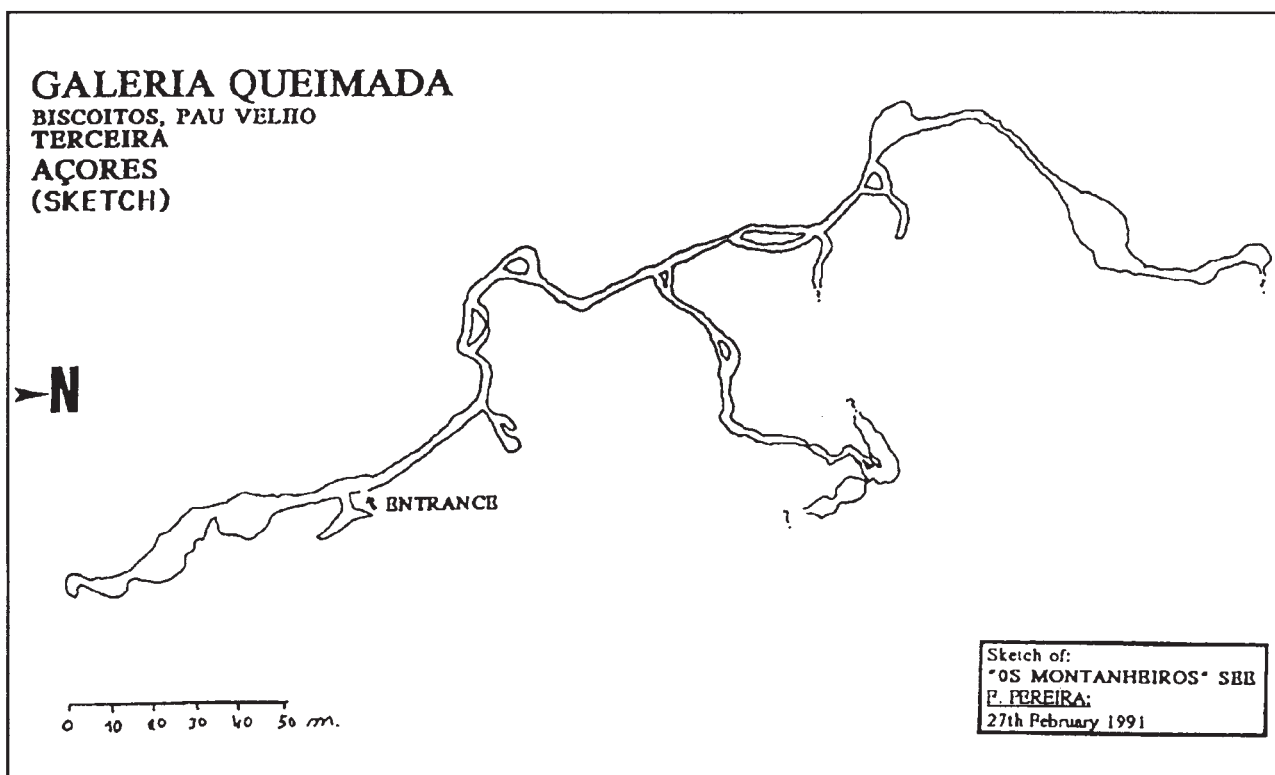 GALERIA QUEIMADA
BISCOITOS, PAU VELHO
TERCEIRA
AÇORES
(SKETCH)
?
?
?
N
?
ENTRANCE
?
Sketch of:
"OS MONTANHEIROS" SEE
F. PEREIRA:
27th February 1991
0 10 20 30 40 50 m.